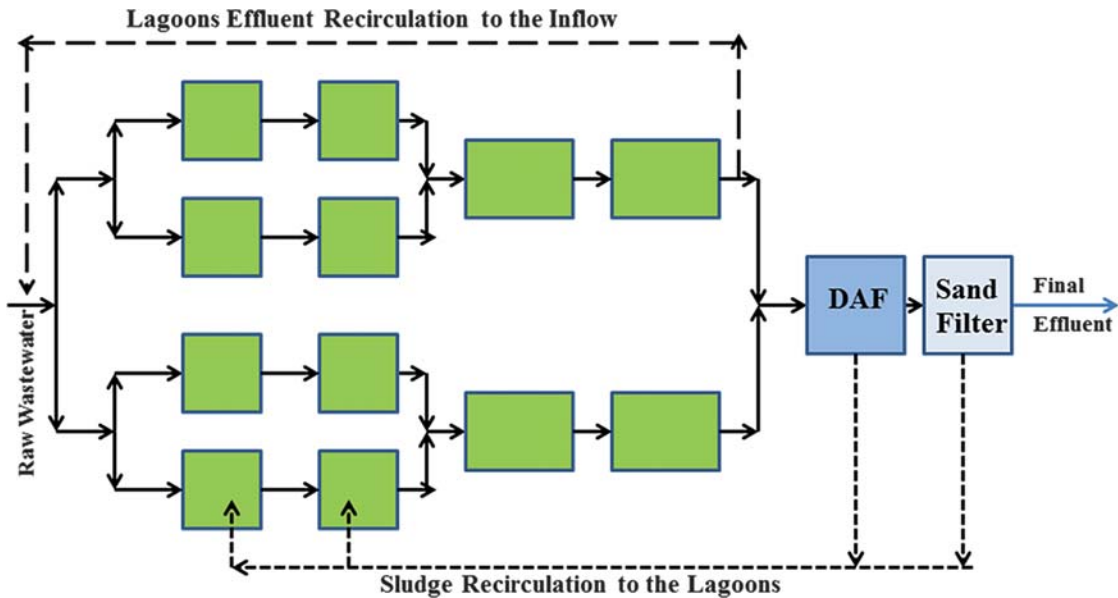 Lagoons Effluent Recirculation to the Inflow
Raw Wastewater
DAF
Sand
Filter
Final
Effluent
Sludge Recirculation to the Lagoons